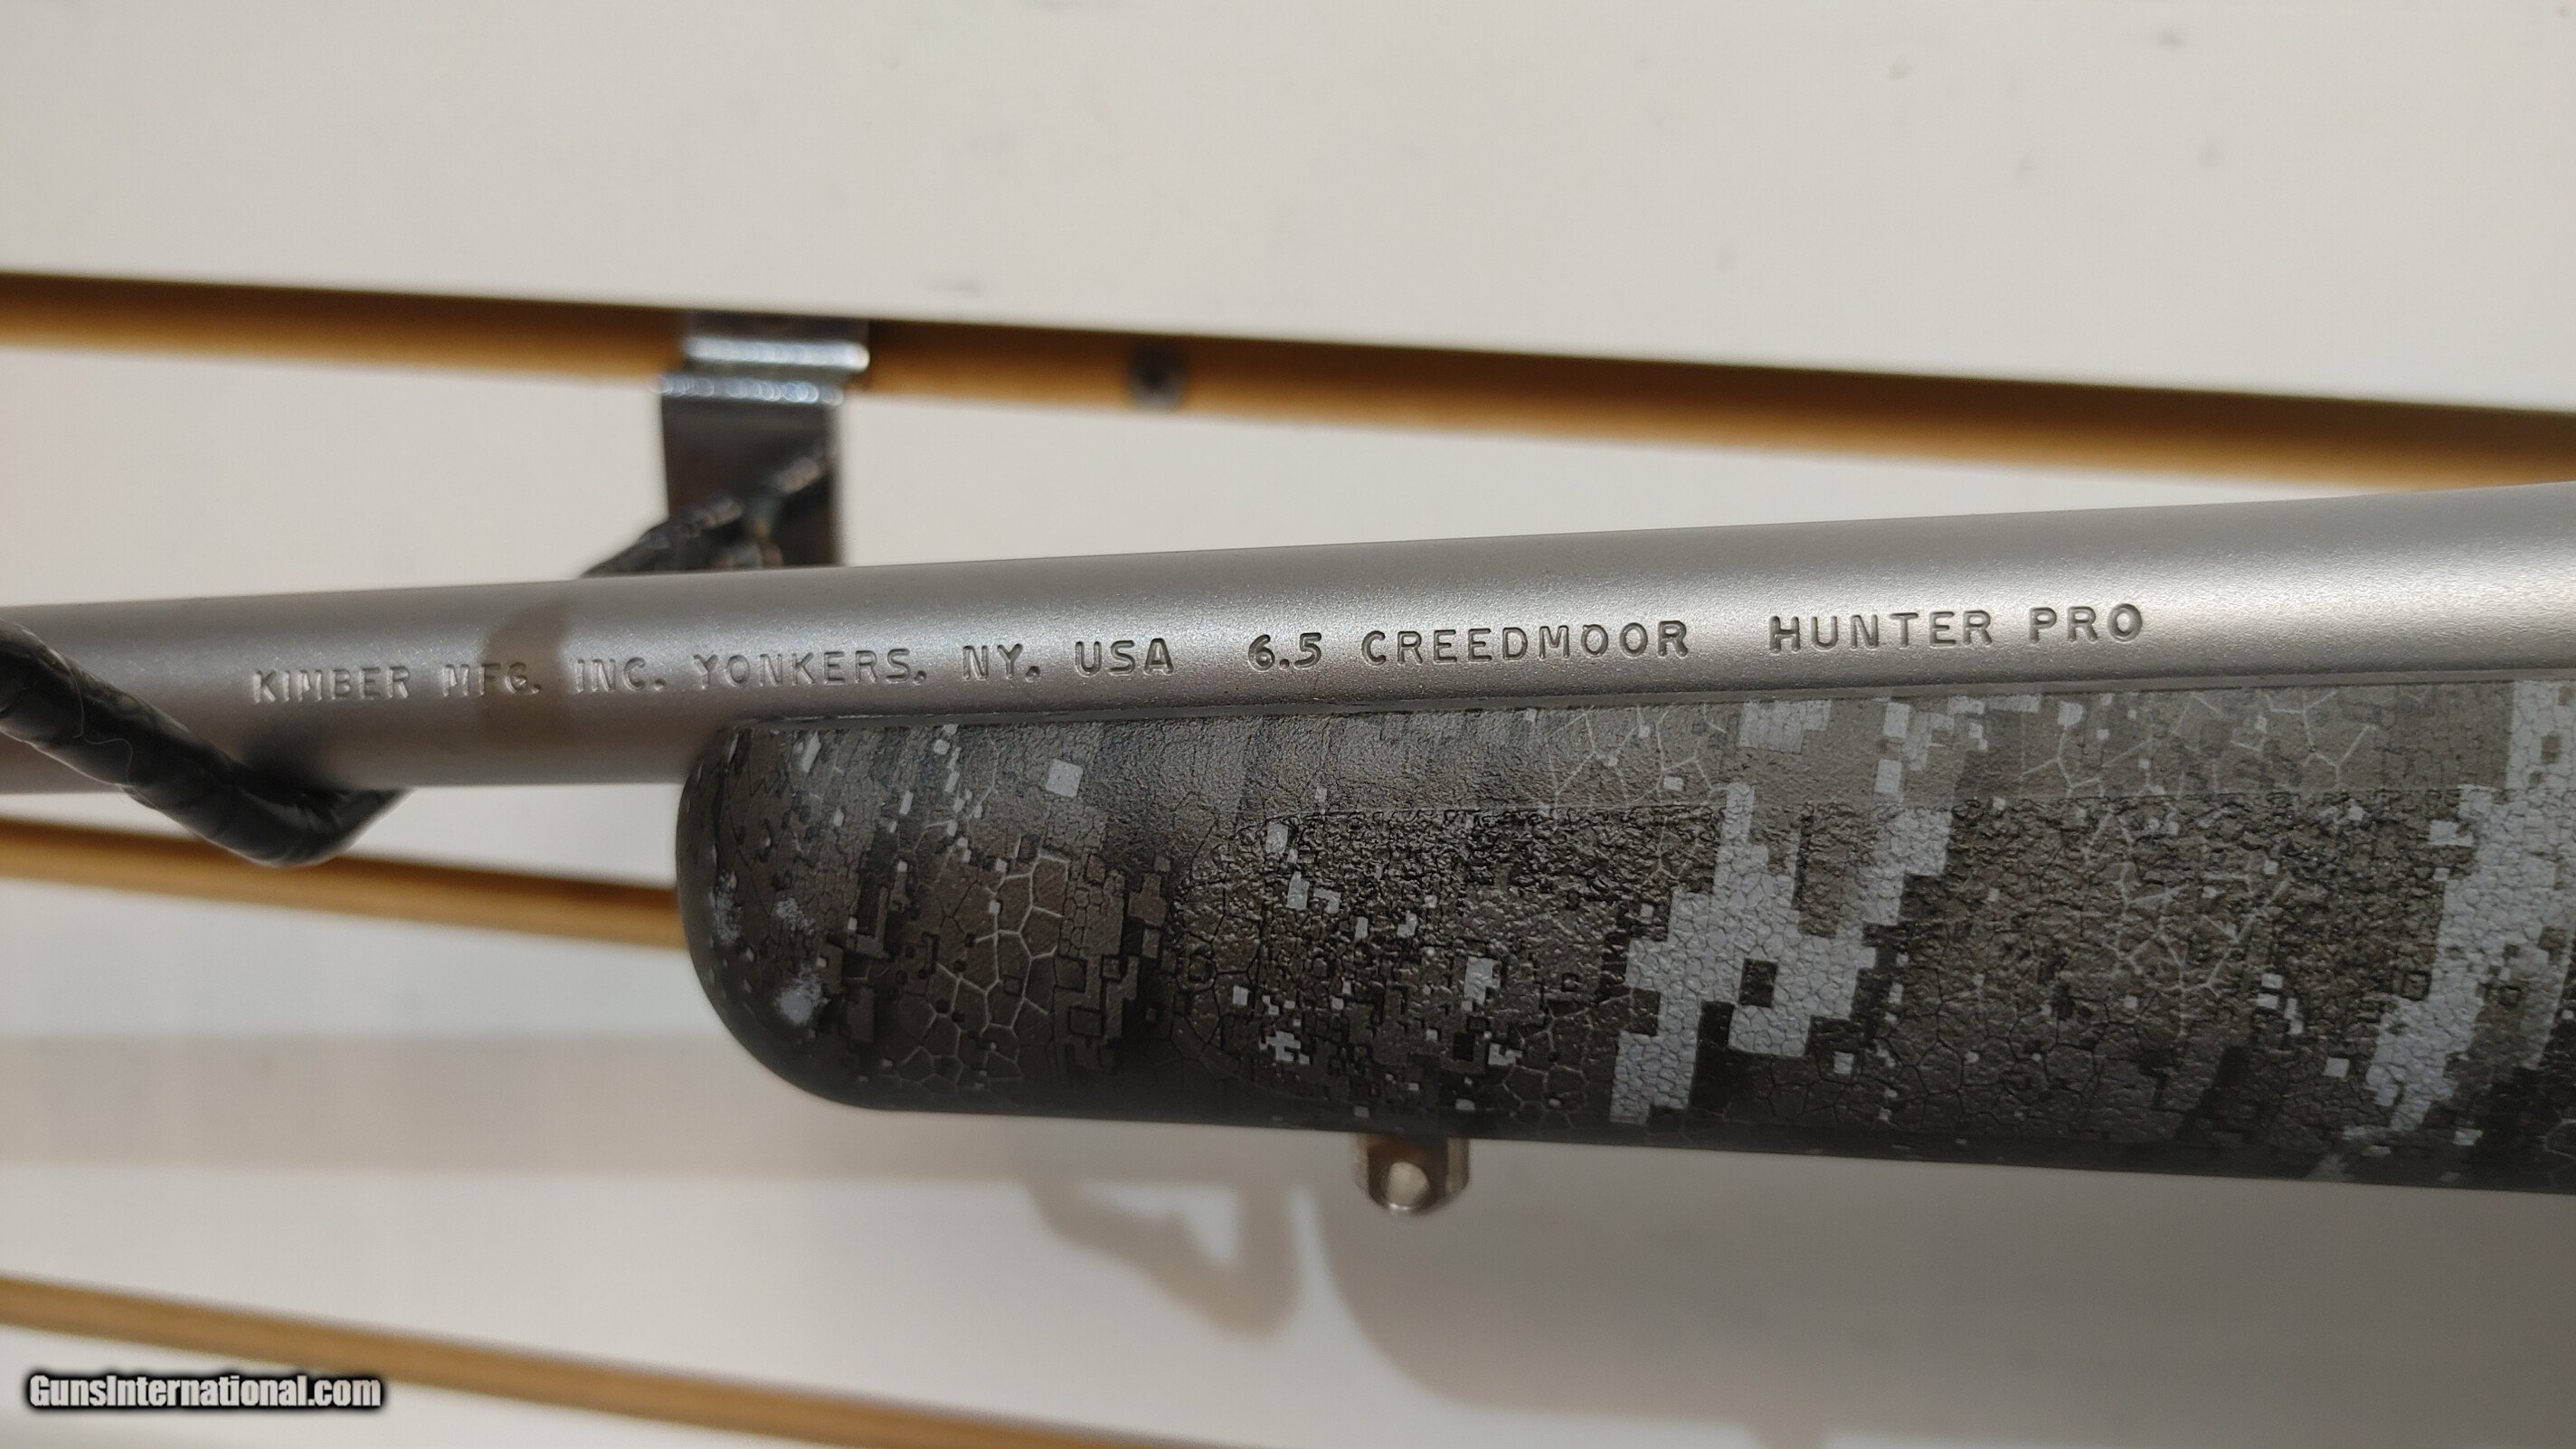 KIMBER MFG. INC. YONKERS, NY. USA 6.5 CREEDMOOR HUNTER PRO
GunsInternational.com